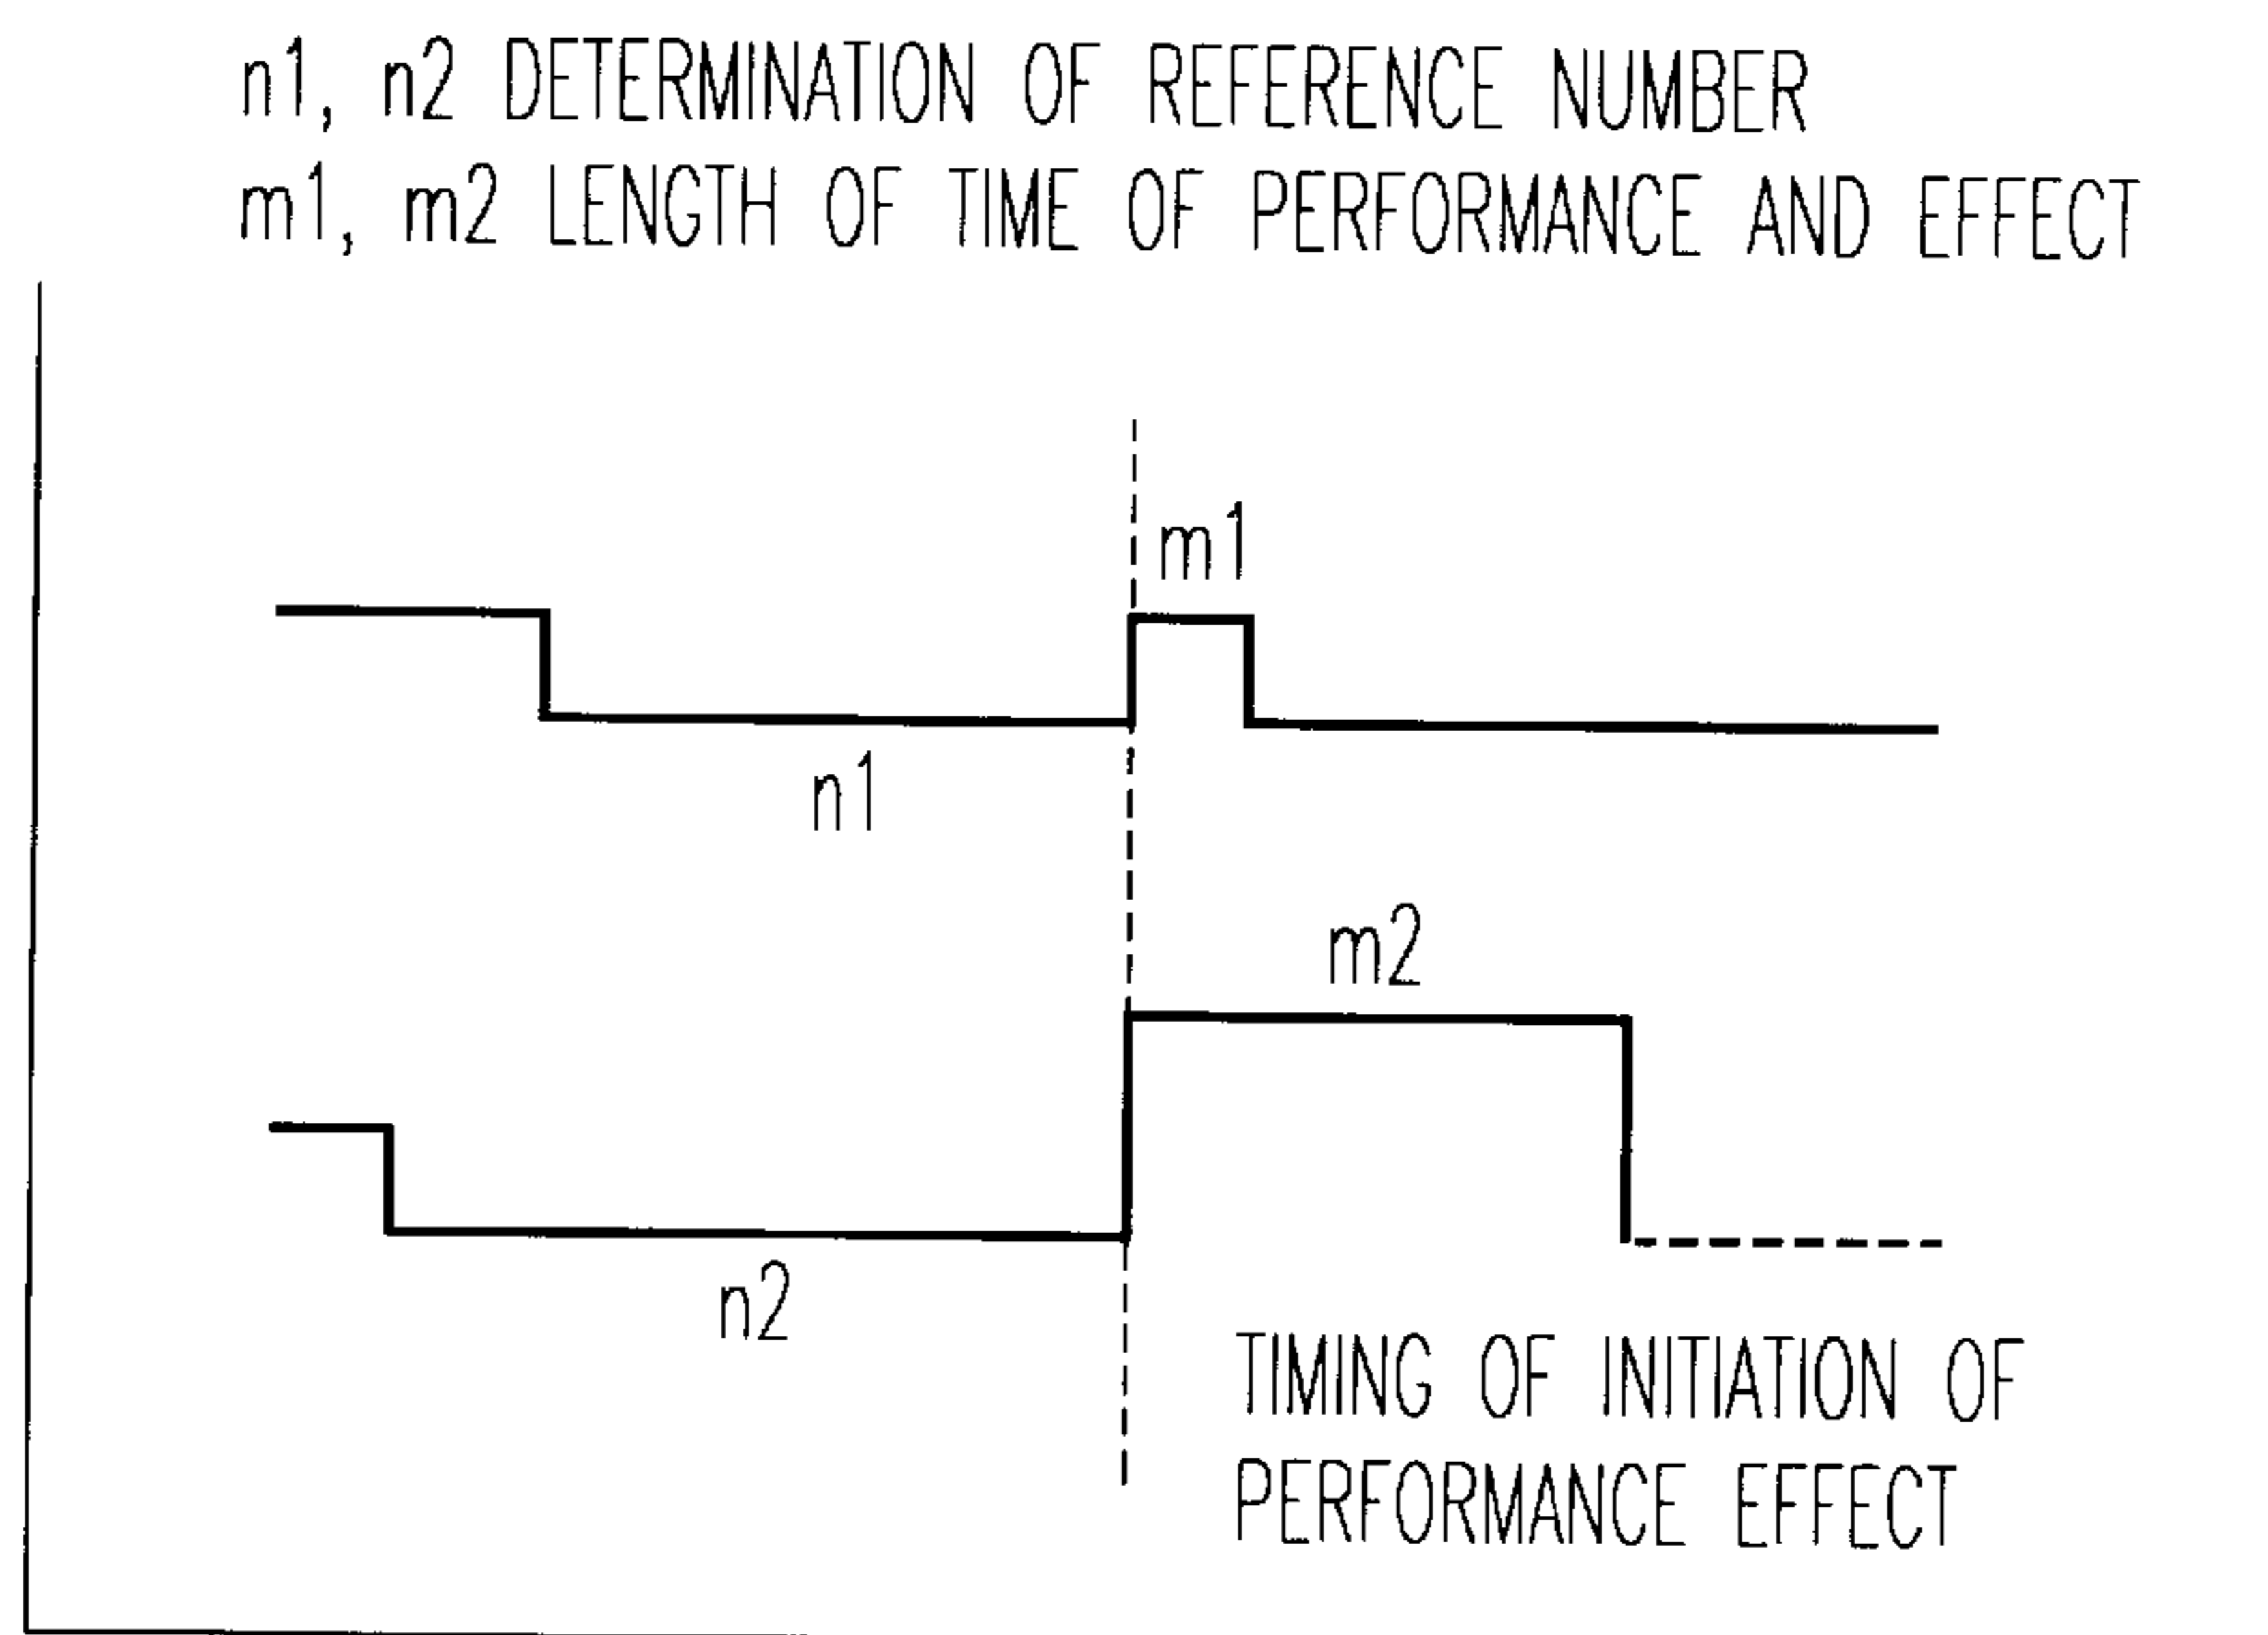 n1, n2 DETERMINATION OF REFERENCE NUMBER
m1, m2 LENGTH OF TIME OF PERFORMANCE AND EFFECT
m1
n1
m2
n2
TIMING OF INITIATION OF
PERFORMANCE EFFECT